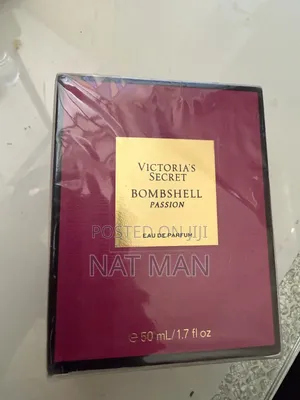 VICTORIA'S
SECRET
BOMBSHELL
PASSION
POSTED ON JIJI
EAU DE PARFUM
NAT MAN
℮ 50 mL/1.7 fl oz